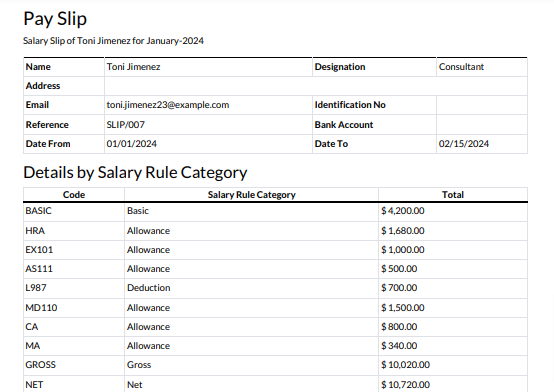 Pay Slip
Salary Slip of Toni Jimenez for January-2024
Name Toni Jimenez Designation Consultant
Address
Email toni.jimenez23@example.com Identification No
Reference SLIP/007 Bank Account
Date From 01/01/2024 Date To 02/15/2024
Details by Salary Rule Category
Code Salary Rule Category Total
BASIC Basic $ 4,200.00
HRA Allowance $ 1,680.00
EX101 Allowance $ 1,000.00
AS111 Allowance $ 500.00
L987 Deduction $ 700.00
MD110 Allowance $ 1,500.00
CA Allowance $ 800.00
MA Allowance $ 340.00
GROSS Gross $ 10,020.00
NET Net $ 10,720.00